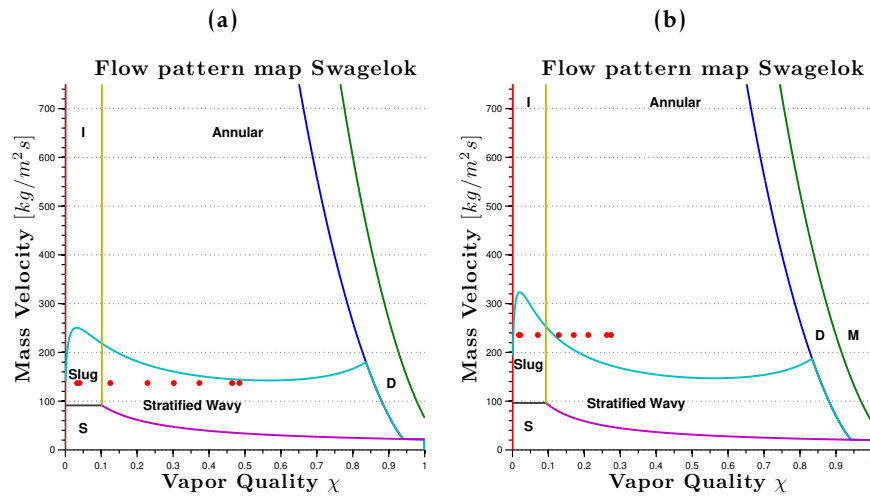 (a)
Flow pattern map Swagelok
Mass Velocity [kg/m²s]
700
600
500
400
300
200
100
0
I
Annular
Slug
D
Stratified Wavy
S
0 0.1 0.2 0.3 0.4 0.5 0.6 0.7 0.8 0.9 1
Vapor Quality χ
(b)
Flow pattern map Swagelok
Mass Velocity [kg/m²s]
700
600
500
400
300
200
100
0
I
Annular
D M
Slug
Stratified Wavy
S
0 0.1 0.2 0.3 0.4 0.5 0.6 0.7 0.8 0.9
Vapor Quality χ